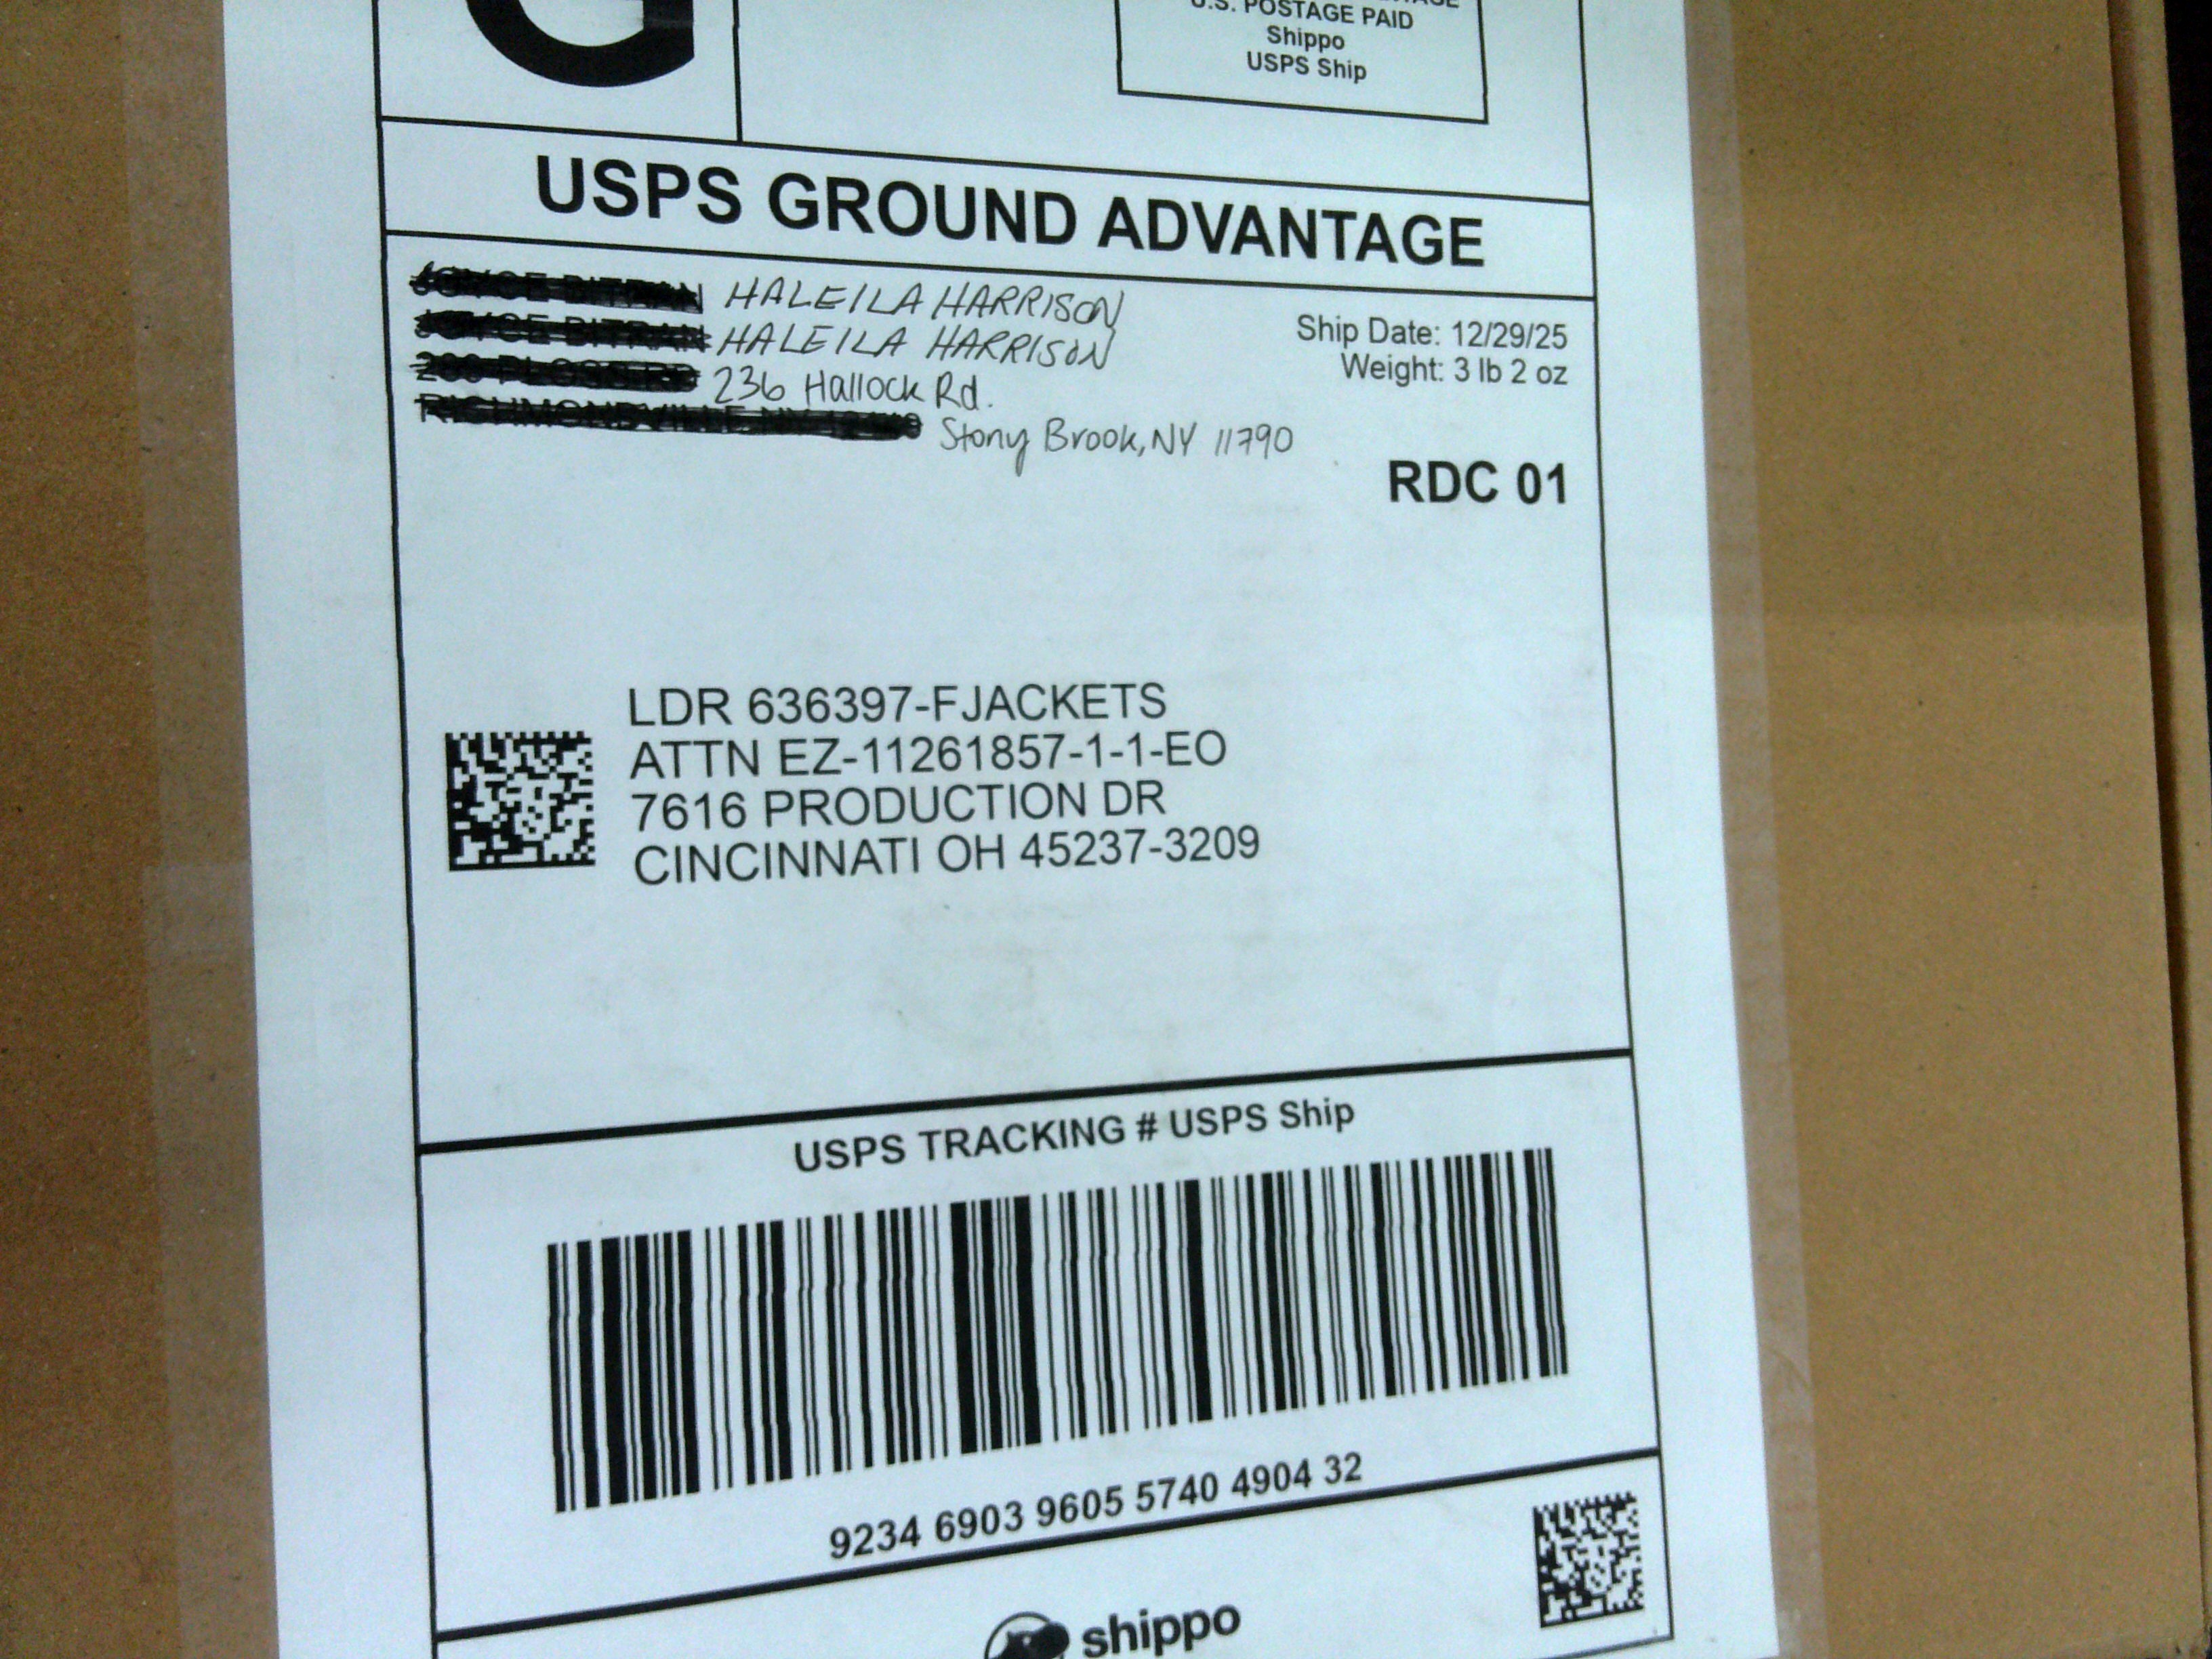 G
U.S. POSTAGE PAID
Shippo
USPS Ship
USPS GROUND ADVANTAGE
HALEILA HARRISON
HALEILA HARRISON
236 Hallock Rd.
Stony Brook, NY 11790
Ship Date: 12/29/25
Weight: 3 lb 2 oz
RDC 01
LDR 636397-FJACKETS
ATTN EZ-11261857-1-1-EO
7616 PRODUCTION DR
CINCINNATI OH 45237-3209
USPS TRACKING # USPS Ship
9234 6903 9605 5740 4904 32
shippo